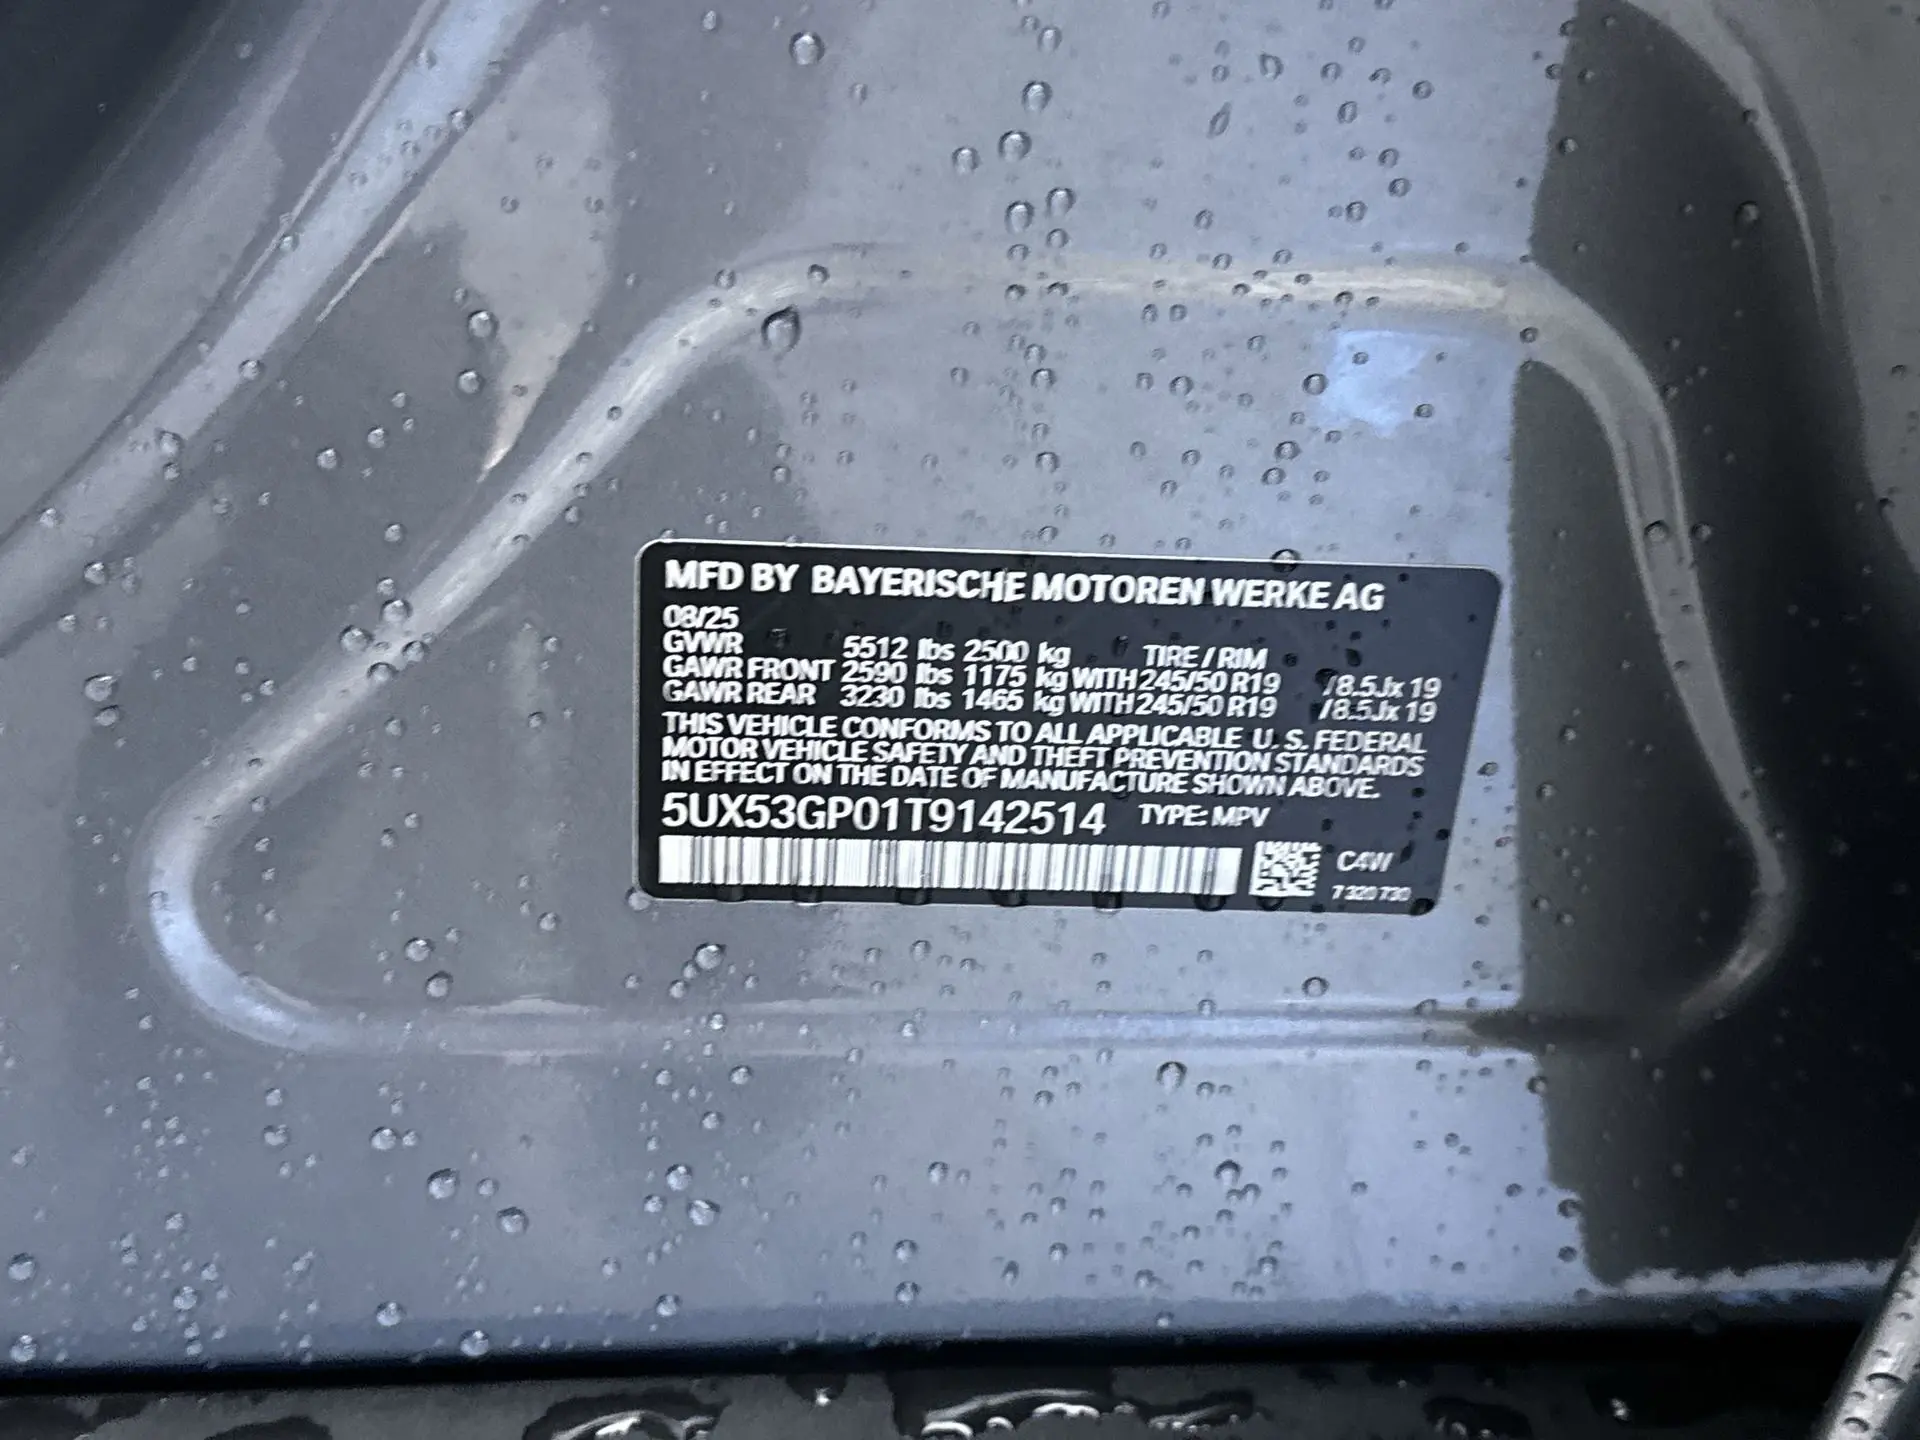 MFD BY BAYERISCHE MOTOREN WERKE AG
08/25
GVWR 5512 lbs 2500 kg TIRE / RIM
GAWR FRONT 2590 lbs 1175 kg WITH 245/50 R19 /8.5Jx 19
GAWR REAR 3230 lbs 1465 kg WITH 245/50 R19 /8.5Jx 19
THIS VEHICLE CONFORMS TO ALL APPLICABLE U. S. FEDERAL
MOTOR VEHICLE SAFETY AND THEFT PREVENTION STANDARDS
IN EFFECT ON THE DATE OF MANUFACTURE SHOWN ABOVE.
5UX53GP01T9142514 TYPE: MPV
C4W
7 320 730